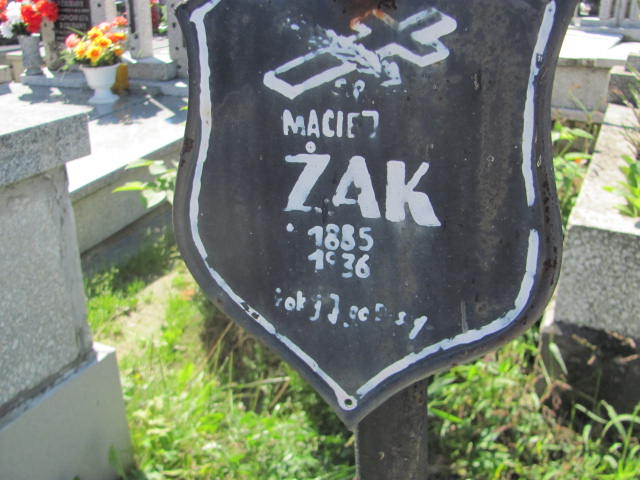 Ś.P.
MACIEJ
ŻAK
1885
1936